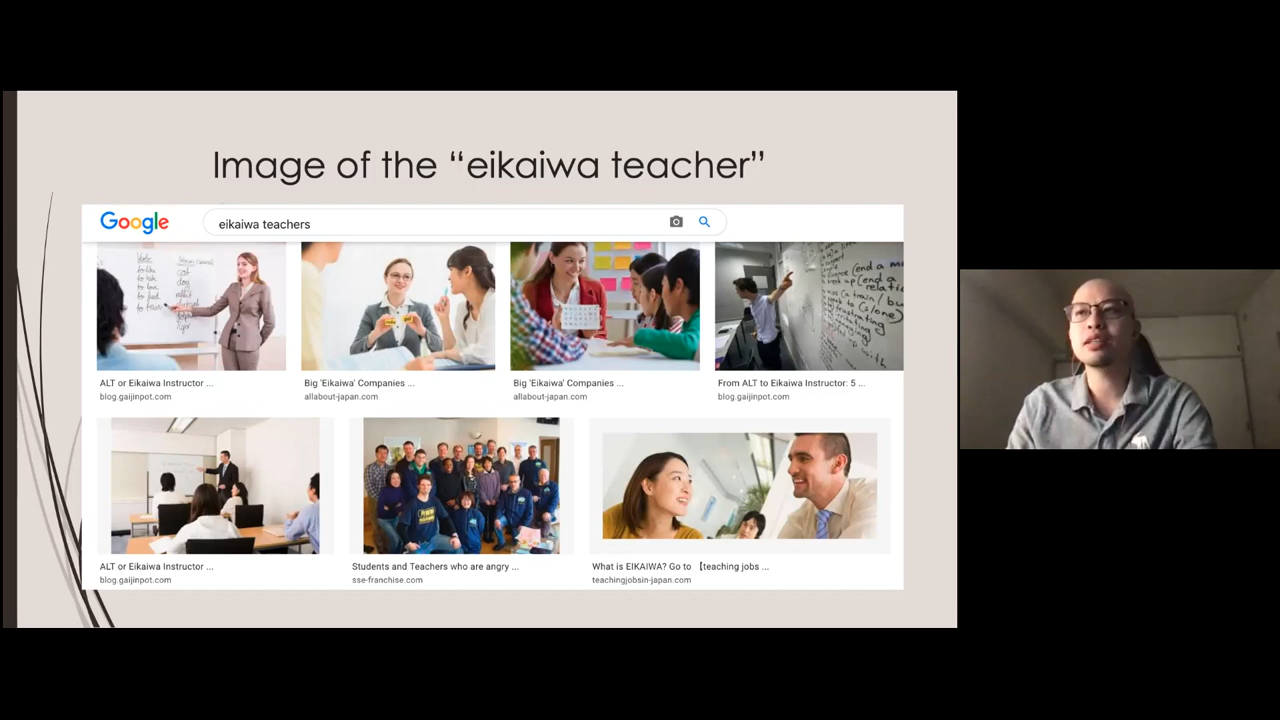 Image of the “eikaiwa teacher”
Google
eikaiwa teachers
ALT or Eikaiwa Instructor ...
blog.gaijinpot.com
Big 'Eikaiwa' Companies ...
allabout-japan.com
Big 'Eikaiwa' Companies ...
allabout-japan.com
From ALT to Eikaiwa Instructor: 5 ...
blog.gaijinpot.com
ALT or Eikaiwa Instructor ...
blog.gaijinpot.com
Students and Teachers who are angry ...
sse-franchise.com
What is EIKAIWA? Go to 【teaching jobs ...
teachingjobsin-japan.com